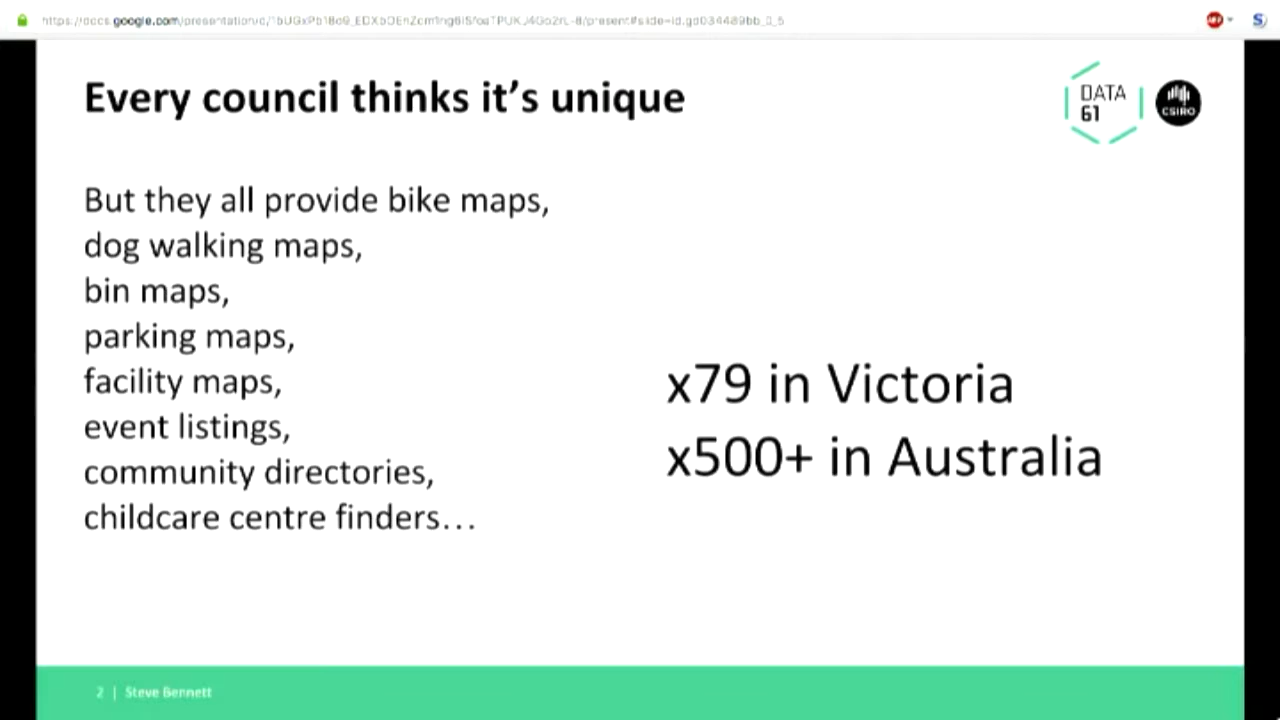 Every council thinks it's unique
DATA
61
CSIRO
But they all provide bike maps,
dog walking maps,
bin maps,
parking maps,
facility maps,
event listings,
community directories,
childcare centre finders…
x79 in Victoria
x500+ in Australia
2 | Steve Bennett